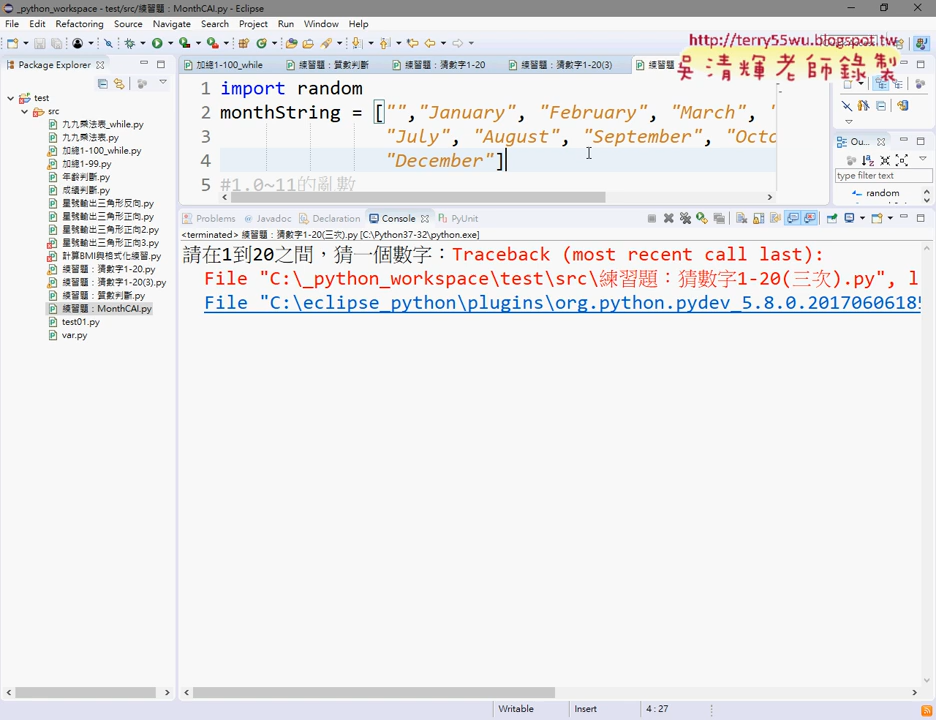 _python_workspace - test/src/練習題：MonthCAI.py - Eclipse
File Edit Refactoring Source Navigate Search Project Run Window Help
http://terry55wu.blogspot.tw
吳清輝老師錄製
Package Explorer
加總1-100_while
練習題：質數判斷
練習題：猜數字1-20
練習題：猜數字1-20(3)
練習題
test
src
九九乘法表_while.py
九九乘法表.py
加總1-100_while.py
加總1-99.py
年齡判斷.py
成績判斷.py
星號輸出三角形反向.py
星號輸出三角形正向.py
星號輸出三角形正向2.py
星號輸出三角形正向3.py
計算BMI與格式化練習.py
練習題：猜數字1-20.py
練習題：猜數字1-20(3).py
練習題：質數判斷.py
練習題：MonthCAI.py
test01.py
var.py
1 import random
2 monthString = ["","January", "February", "March", "
3 "July", "August", "September", "Octo
4 "December"]
5 #1.0~11的亂數
Ou...
type filter text
random
Problems Javadoc Declaration Console PyUnit
<terminated> 練習題：猜數字1-20(三次).py [C:\Python37-32\python.exe]
請在1到20之間，猜一個數字：Traceback (most recent call last):
File "C:\_python_workspace\test\src\練習題：猜數字1-20(三次).py", l
File "C:\eclipse_python\plugins\org.python.pydev_5.8.0.201706061859
Writable Insert 4 : 27